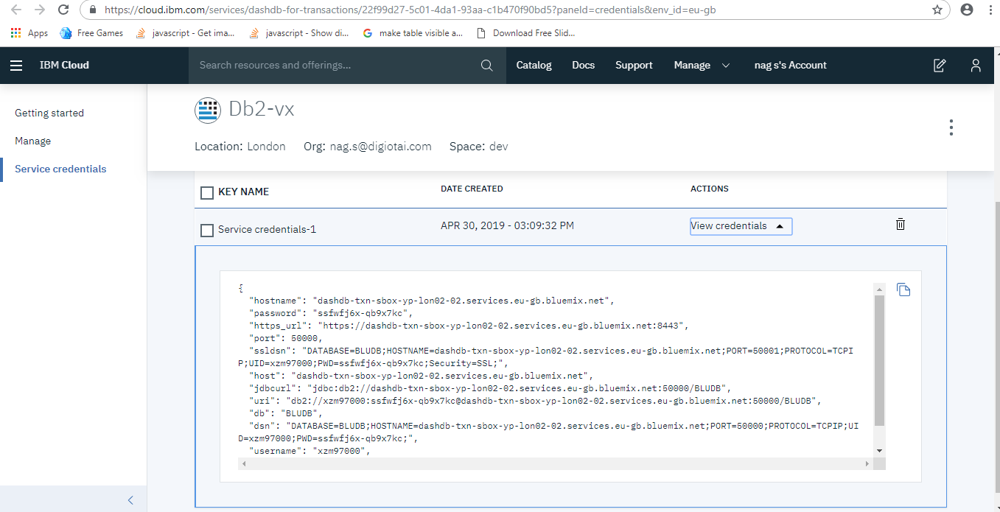 https://cloud.ibm.com/services/dashdb-for-transactions/22f99d27-5c01-4da1-93aa-c1b470f90bd5?paneId=credentials&env_id=eu-gb
Apps Free Games javascript - Get ima... javascript - Show di... make table visible a... Download Free Slid...
IBM Cloud Search resources and offerings... Catalog Docs Support Manage nag s's Account
Getting started
Manage
Service credentials
Db2-vx
Location: London Org: nag.s@digiotai.com Space: dev
KEY NAME DATE CREATED ACTIONS
Service credentials-1 APR 30, 2019 - 03:09:32 PM View credentials
{
"hostname": "dashdb-txn-sbox-yp-lon02-02.services.eu-gb.bluemix.net",
"password": "ssfwfj6x-qb9x7kc",
"https_url": "https://dashdb-txn-sbox-yp-lon02-02.services.eu-gb.bluemix.net:8443",
"port": 50000,
"ssldsn": "DATABASE=BLUDB;HOSTNAME=dashdb-txn-sbox-yp-lon02-02.services.eu-gb.bluemix.net;PORT=50001;PROTOCOL=TCPI
P;UID=xzm97000;PWD=ssfwfj6x-qb9x7kc;Security=SSL;",
"host": "dashdb-txn-sbox-yp-lon02-02.services.eu-gb.bluemix.net",
"jdbcurl": "jdbc:db2://dashdb-txn-sbox-yp-lon02-02.services.eu-gb.bluemix.net:50000/BLUDB",
"uri": "db2://xzm97000:ssfwfj6x-qb9x7kc@dashdb-txn-sbox-yp-lon02-02.services.eu-gb.bluemix.net:50000/BLUDB",
"db": "BLUDB",
"dsn": "DATABASE=BLUDB;HOSTNAME=dashdb-txn-sbox-yp-lon02-02.services.eu-gb.bluemix.net;PORT=50000;PROTOCOL=TCPIP;UI
D=xzm97000;PWD=ssfwfj6x-qb9x7kc;",
"username": "xzm97000",